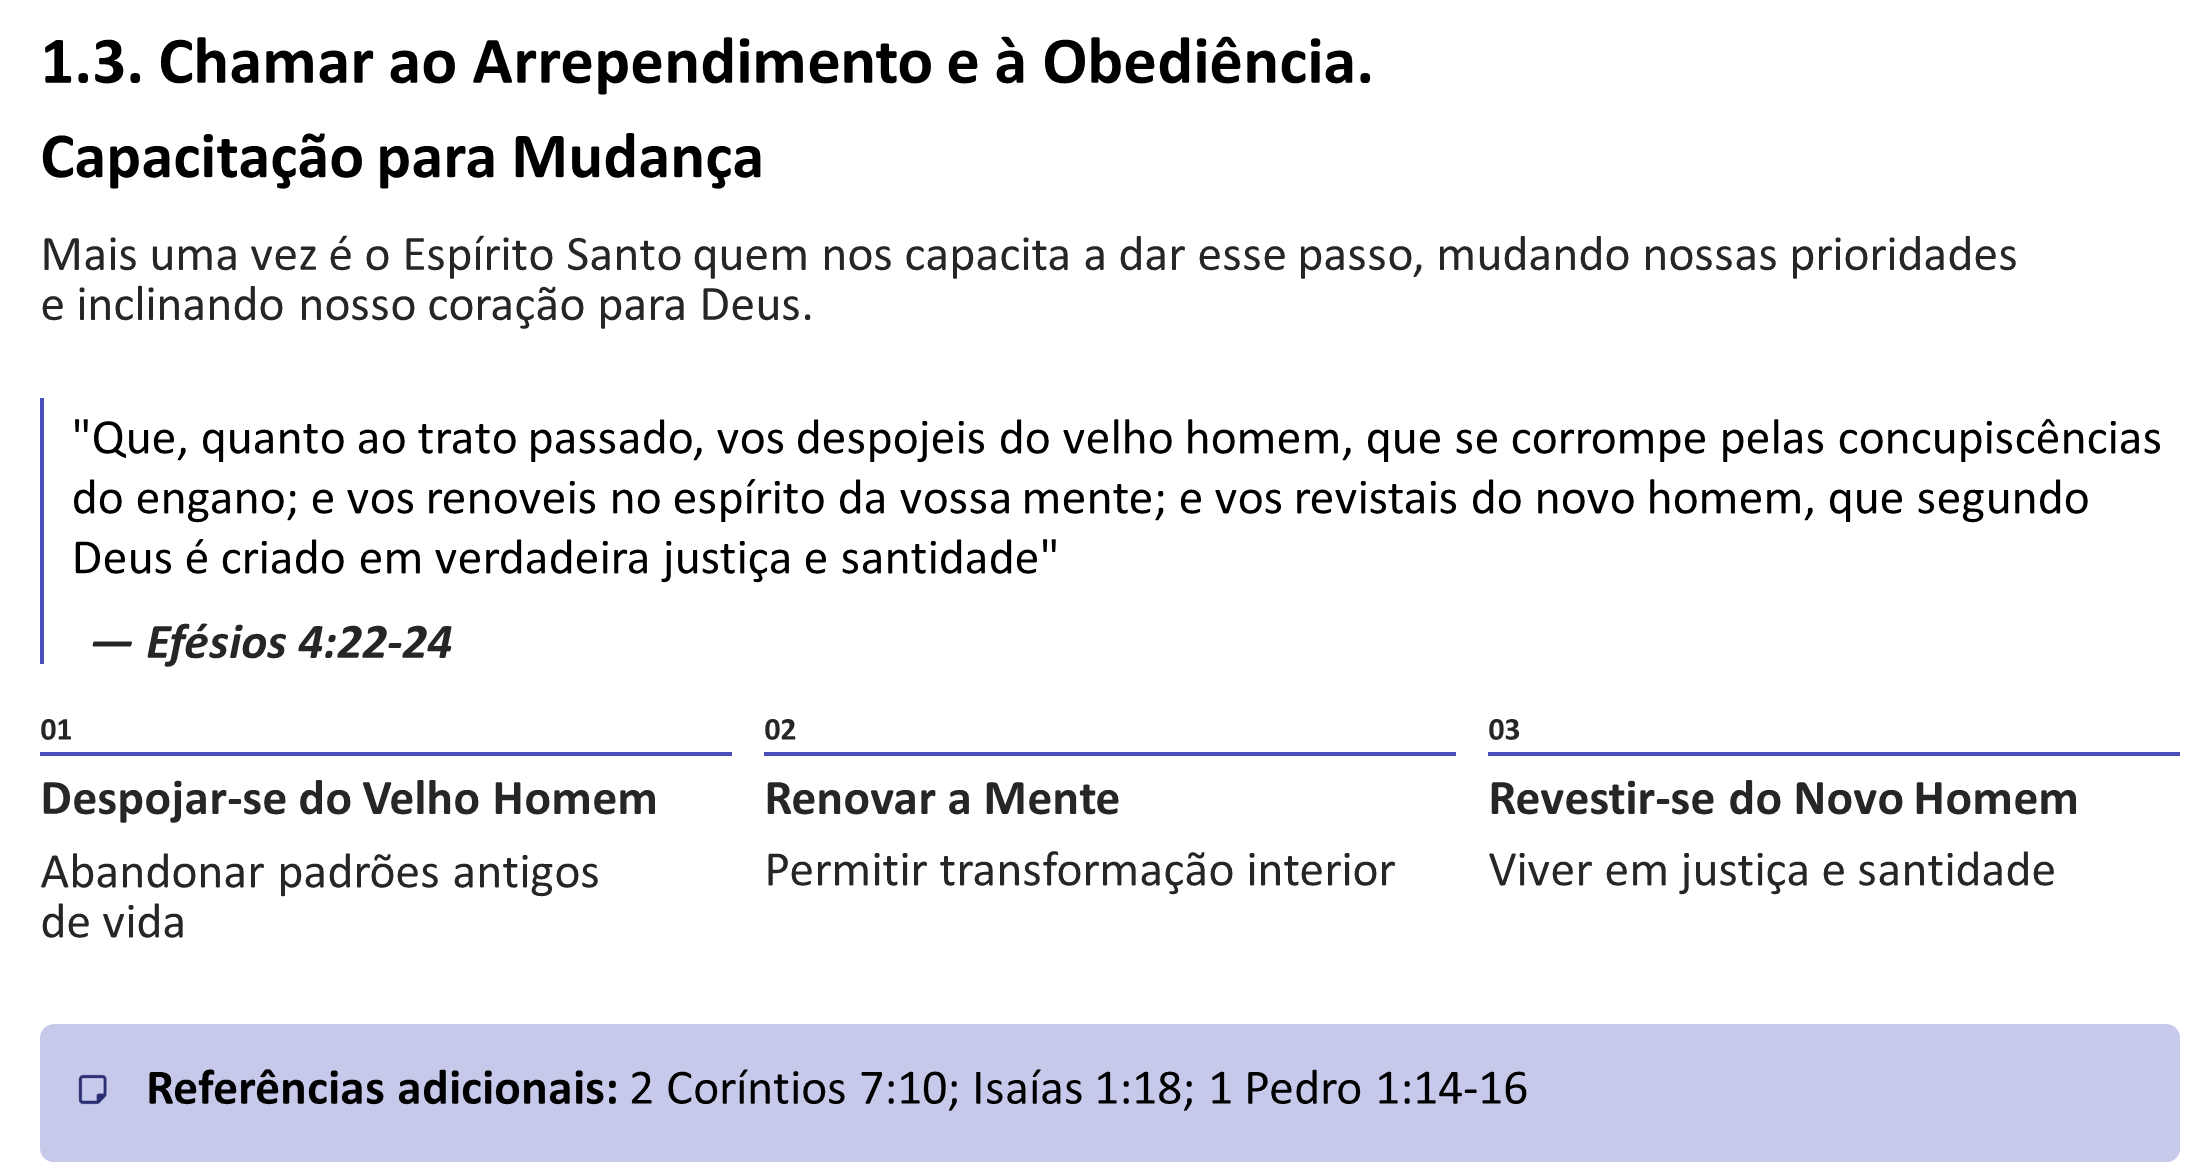 1.3. Chamar ao Arrependimento e à Obediência.
Capacitação para Mudança
Mais uma vez é o Espírito Santo quem nos capacita a dar esse passo, mudando nossas prioridades
e inclinando nosso coração para Deus.
"Que, quanto ao trato passado, vos despojeis do velho homem, que se corrompe pelas concupiscências
do engano; e vos renoveis no espírito da vossa mente; e vos revistais do novo homem, que segundo
Deus é criado em verdadeira justiça e santidade"
— Efésios 4:22-24
01
Despojar-se do Velho Homem
Abandonar padrões antigos
de vida
02
Renovar a Mente
Permitir transformação interior
03
Revestir-se do Novo Homem
Viver em justiça e santidade
Referências adicionais: 2 Coríntios 7:10; Isaías 1:18; 1 Pedro 1:14-16